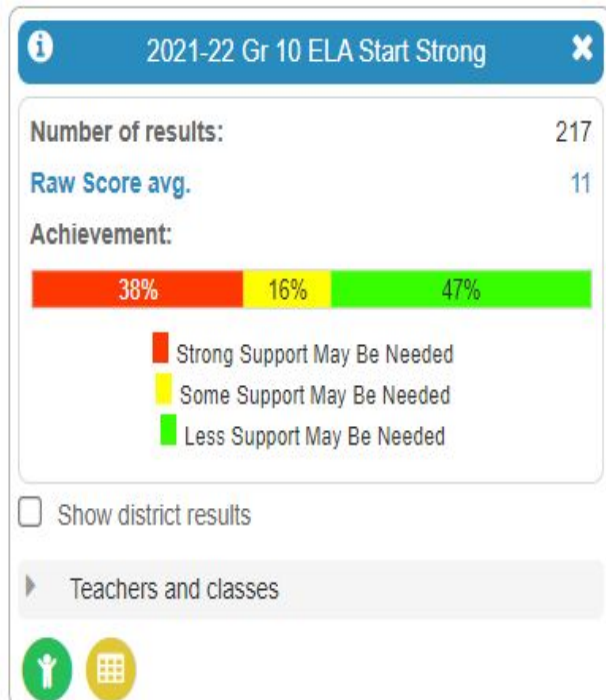 2021-22 Gr 10 ELA Start Strong
Number of results: 217
Raw Score avg. 11
Achievement:
38% 16% 47%
Strong Support May Be Needed
Some Support May Be Needed
Less Support May Be Needed
Show district results
Teachers and classes